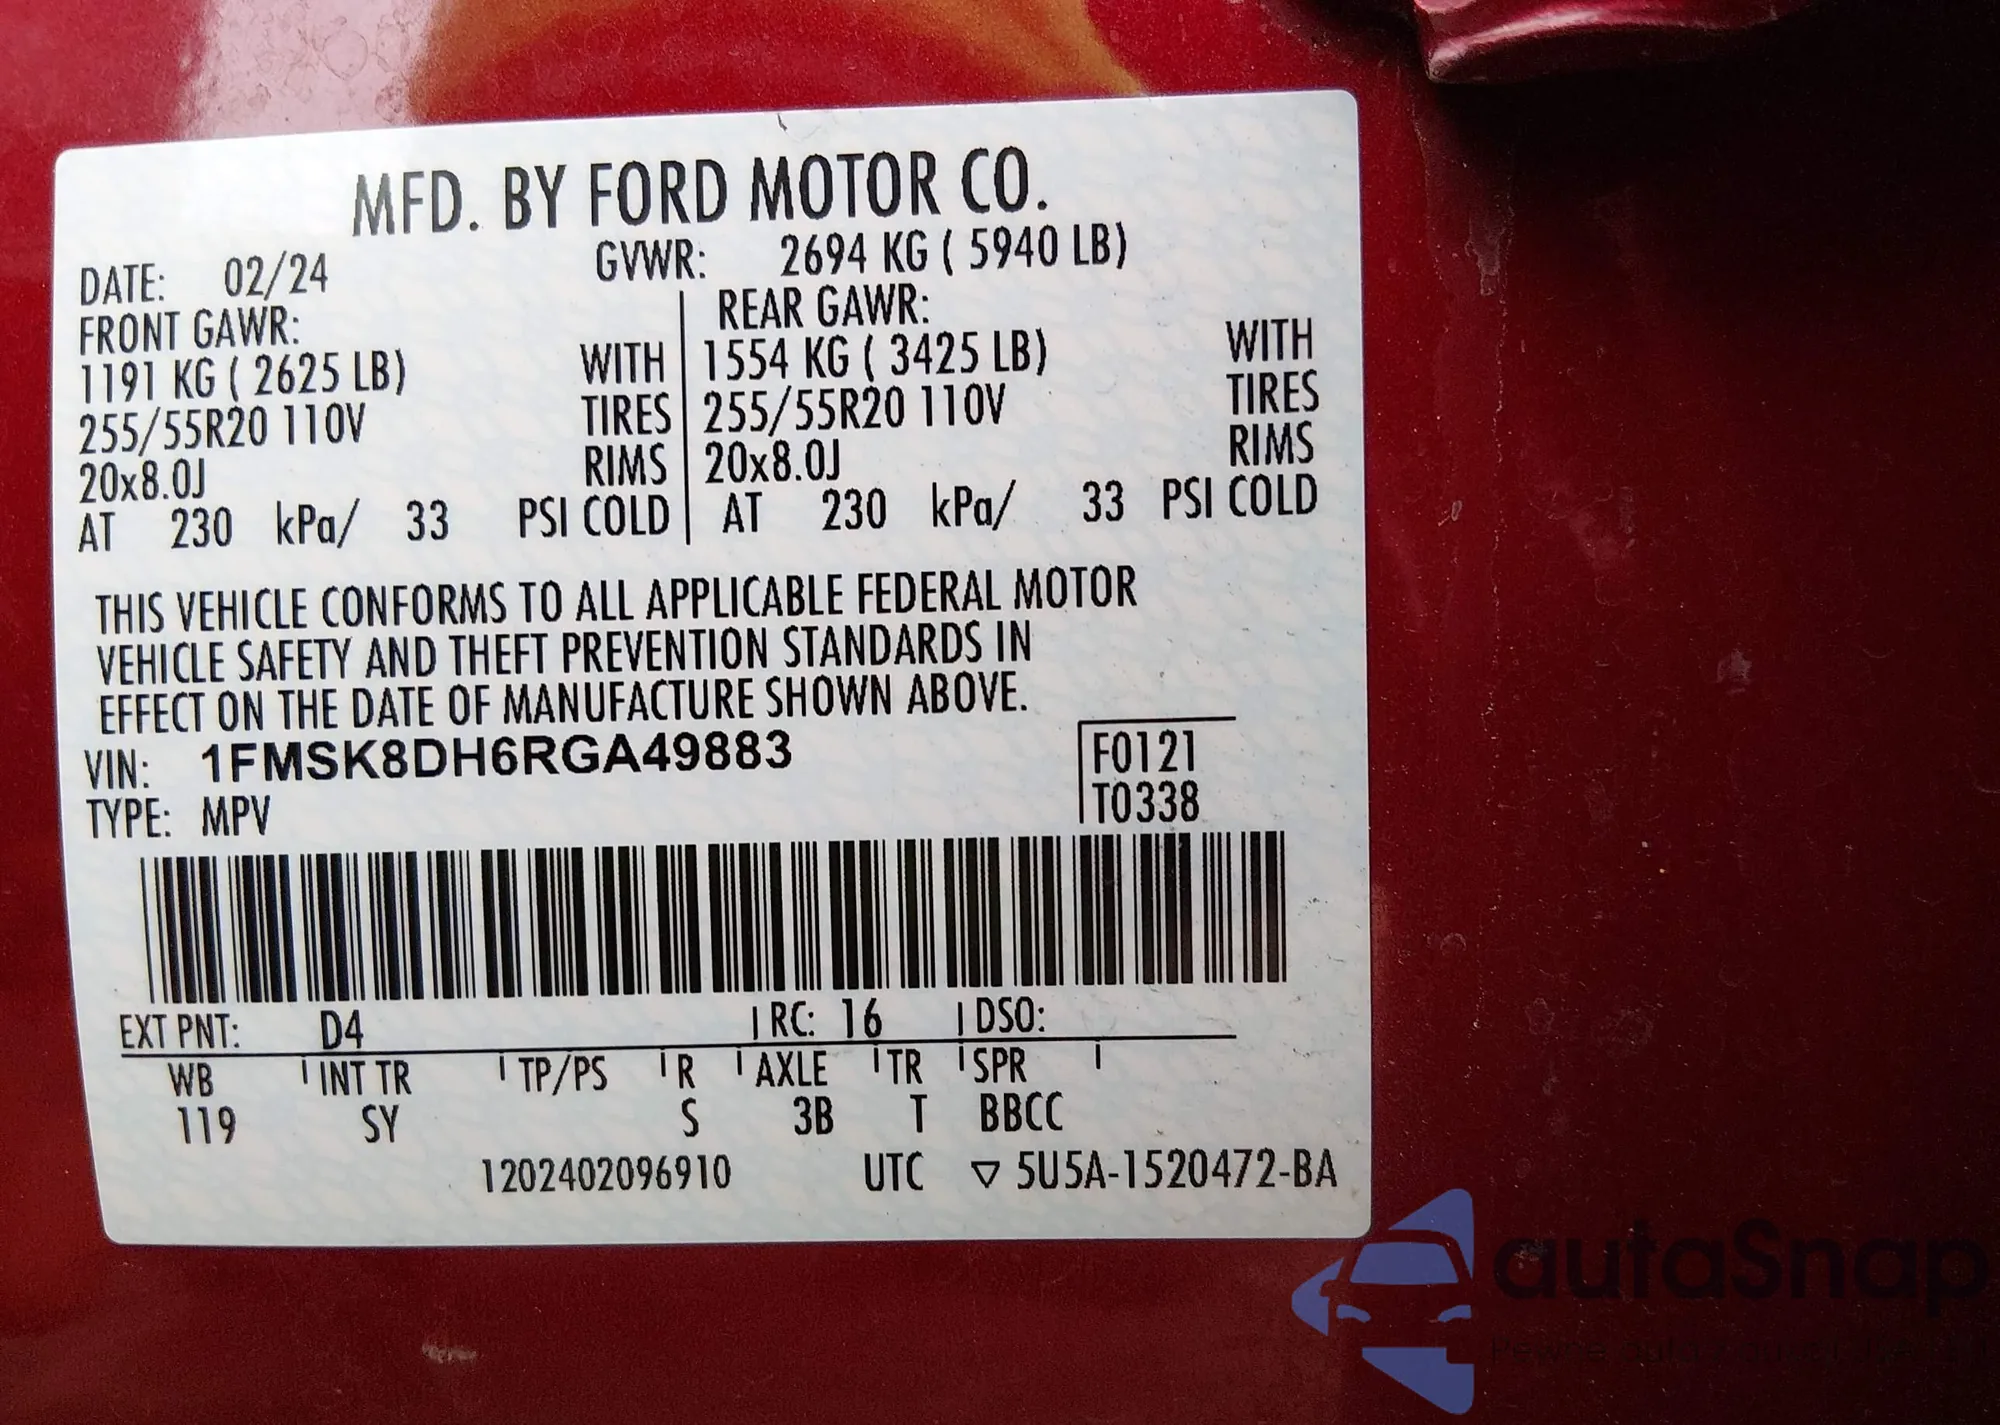 MFD. BY FORD MOTOR CO.
DATE: 02/24 GVWR: 2694 KG ( 5940 LB)
FRONT GAWR: REAR GAWR:
1191 KG ( 2625 LB) WITH 1554 KG ( 3425 LB) WITH
255/55R20 110V TIRES 255/55R20 110V TIRES
20x8.0J RIMS 20x8.0J RIMS
AT 230 kPa/ 33 PSI COLD AT 230 kPa/ 33 PSI COLD
THIS VEHICLE CONFORMS TO ALL APPLICABLE FEDERAL MOTOR
VEHICLE SAFETY AND THEFT PREVENTION STANDARDS IN
EFFECT ON THE DATE OF MANUFACTURE SHOWN ABOVE.
VIN: 1FMSK8DH6RGA49883 F0121
TYPE: MPV T0338
EXT PNT: D4 RC: 16 DSO:
WB INT TR TP/PS R AXLE TR SPR
119 SY S 3B T BBCC
1202402096910 UTC ▽ 5U5A-1520472-BA
autaSnap